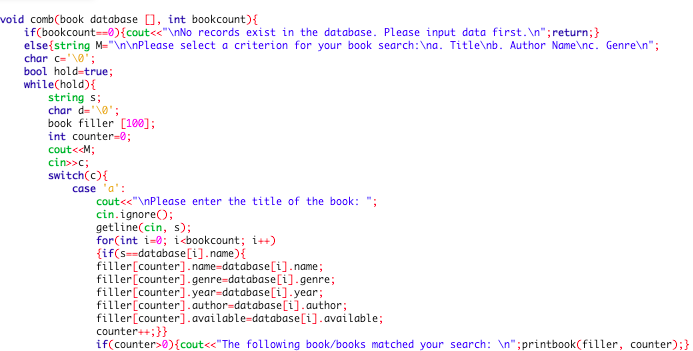 void comb(book database [], int bookcount){
if(bookcount==0){cout<<"\nNo records exist in the database. Please input data first.\n";return;}
else{string M="\n\nPlease select a criterion for your book search:\na. Title\nb. Author Name\nc. Genre\n";
char c='\0';
bool hold=true;
while(hold){
string s;
char d='\0';
book filler [100];
int counter=0;
cout<<M;
cin>>c;
switch(c){
case 'a':
cout<<"\nPlease enter the title of the book: ";
cin.ignore();
getline(cin, s);
for(int i=0; i<bookcount; i++)
{if(s==database[i].name){
filler[counter].name=database[i].name;
filler[counter].genre=database[i].genre;
filler[counter].year=database[i].year;
filler[counter].author=database[i].author;
filler[counter].available=database[i].available;
counter++;}}
if(counter>0){cout<<"The following book/books matched your search: \n";printbook(filler, counter);}